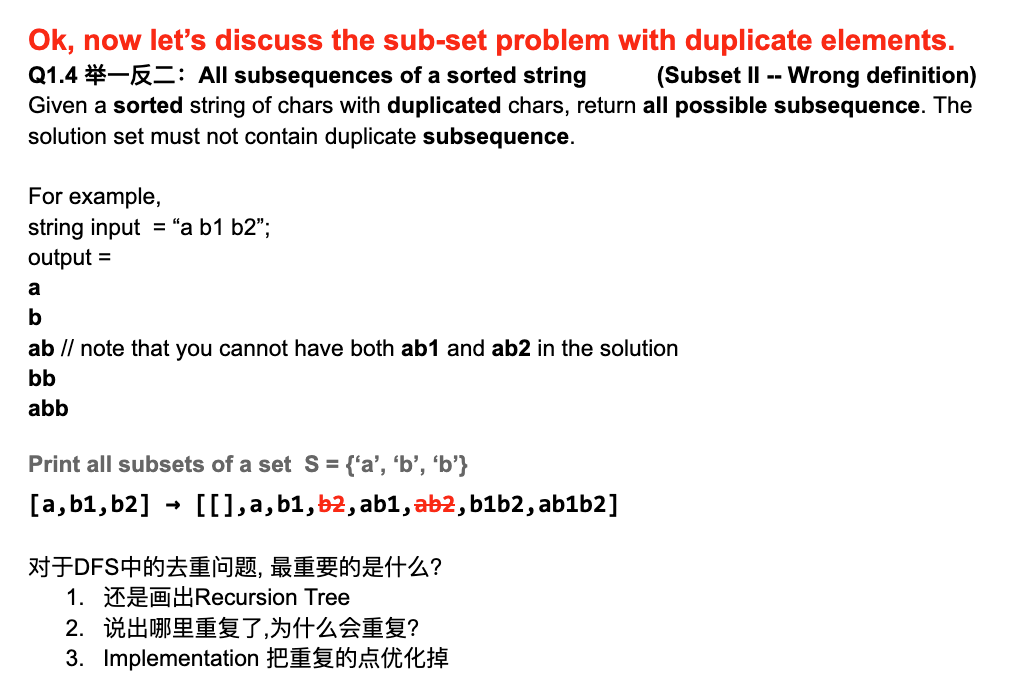 Ok, now let’s discuss the sub-set problem with duplicate elements.
Q1.4 举一反二：All subsequences of a sorted string (Subset II -- Wrong definition)
Given a sorted string of chars with duplicated chars, return all possible subsequence. The
solution set must not contain duplicate subsequence.
For example,
string input = “a b1 b2”;
output =
a
b
ab // note that you cannot have both ab1 and ab2 in the solution
bb
abb
Print all subsets of a set S = {‘a’, ‘b’, ‘b’}
[a,b1,b2] → [[],a,b1,b2,ab1,ab2,b1b2,ab1b2]
对于DFS中的去重问题, 最重要的是什么?
1. 还是画出Recursion Tree
2. 说出哪里重复了,为什么会重复?
3. Implementation 把重复的点优化掉